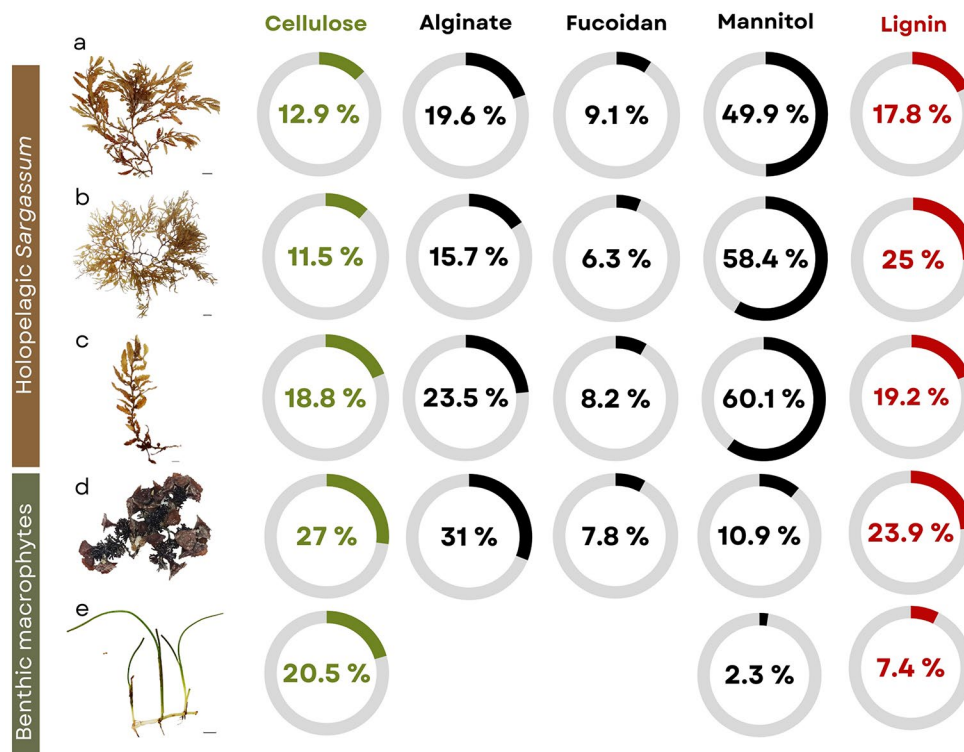 Cellulose Alginate Fucoidan Mannitol Lignin
Holopelagic Sargassum
a
12.9 % 19.6 % 9.1 % 49.9 % 17.8 %
b
11.5 % 15.7 % 6.3 % 58.4 % 25 %
c
18.8 % 23.5 % 8.2 % 60.1 % 19.2 %
Benthic macrophytes
d
27 % 31 % 7.8 % 10.9 % 23.9 %
e
20.5 % 2.3 % 7.4 %